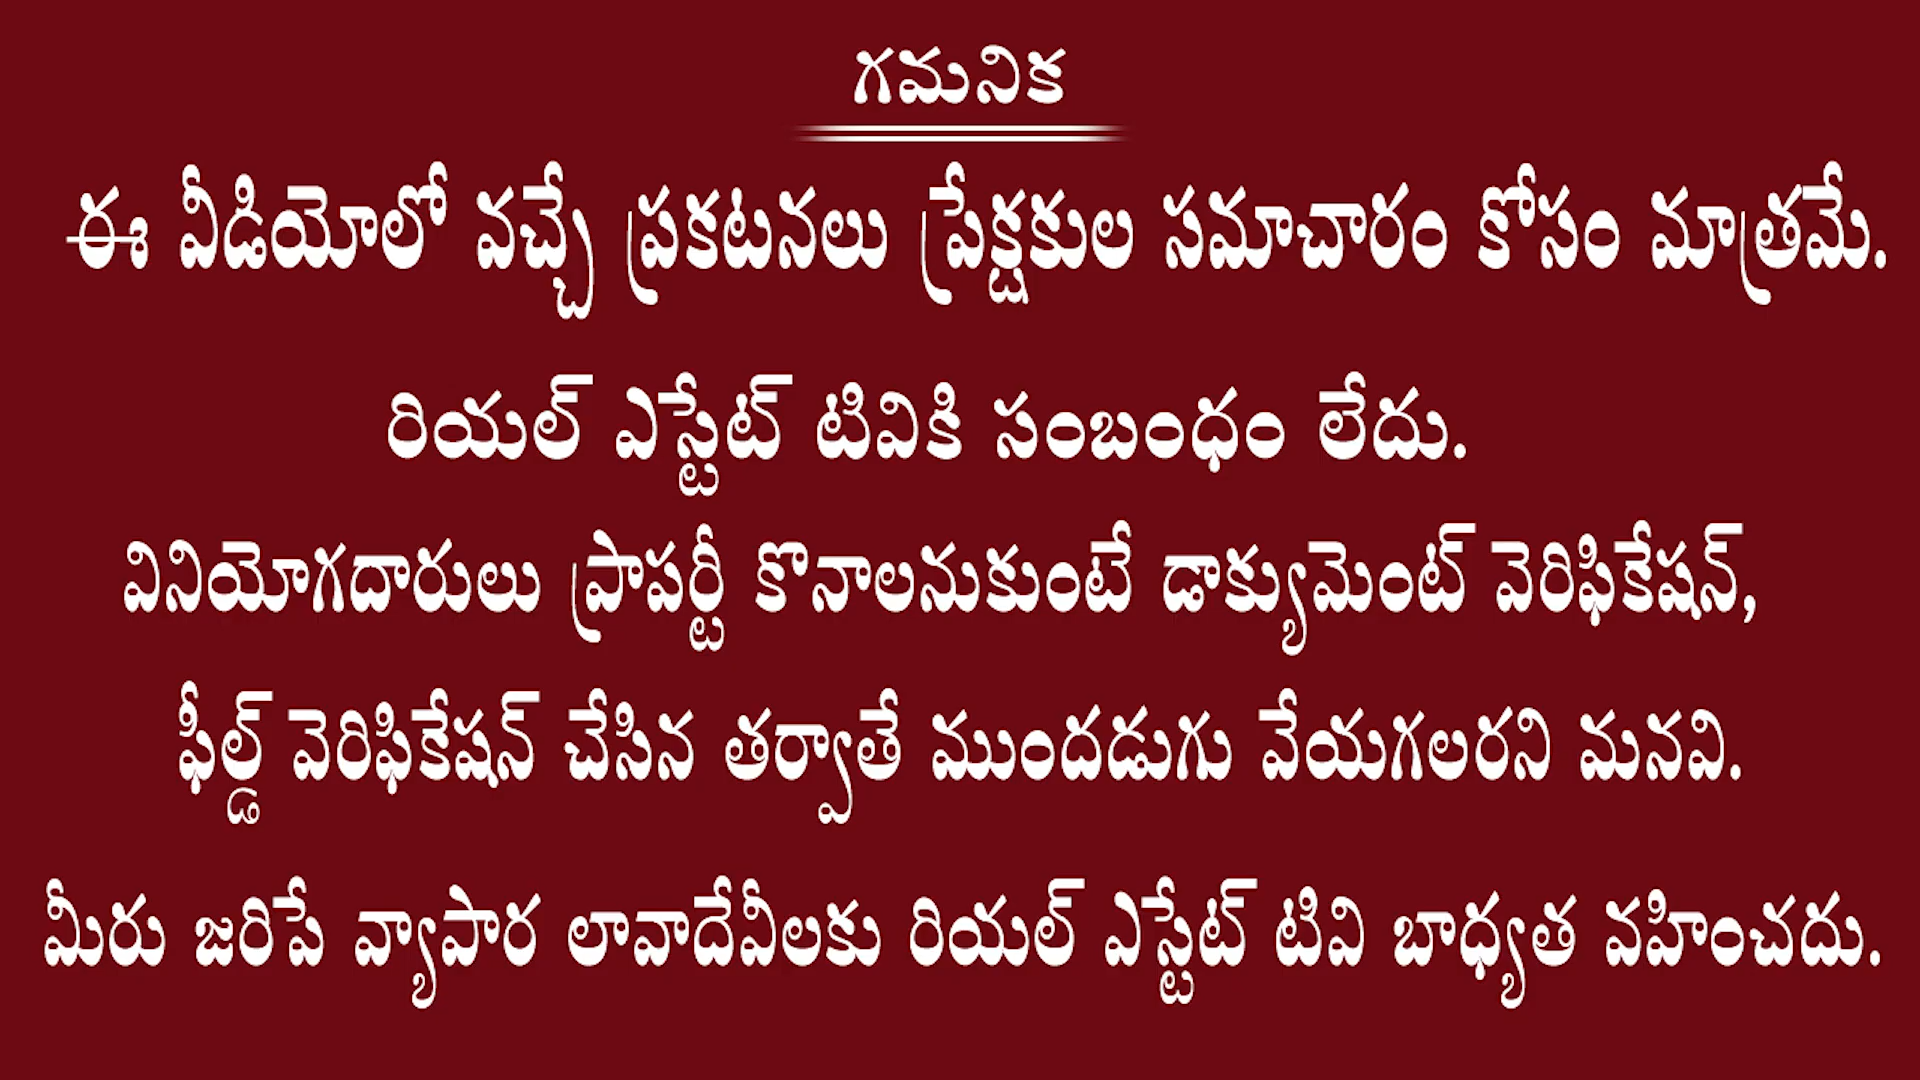 గమనిక
ఈ వీడియోలో వచ్చే ప్రకటనలు ప్రేక్షకుల సమాచారం కోసం మాత్రమే.
రియల్ ఎస్టేట్ టివికి సంబంధం లేదు.
వినియోగదారులు ప్రాపర్టీ కొనాలనుకుంటే డాక్యుమెంట్ వెరిఫికేషన్,
ఫీల్డ్ వెరిఫికేషన్ చేసిన తర్వాతే ముందడుగు వేయగలరని మనవి.
మీరు జరిపే వ్యాపార లావాదేవీలకు రియల్ ఎస్టేట్ టివి బాధ్యత వహించదు.